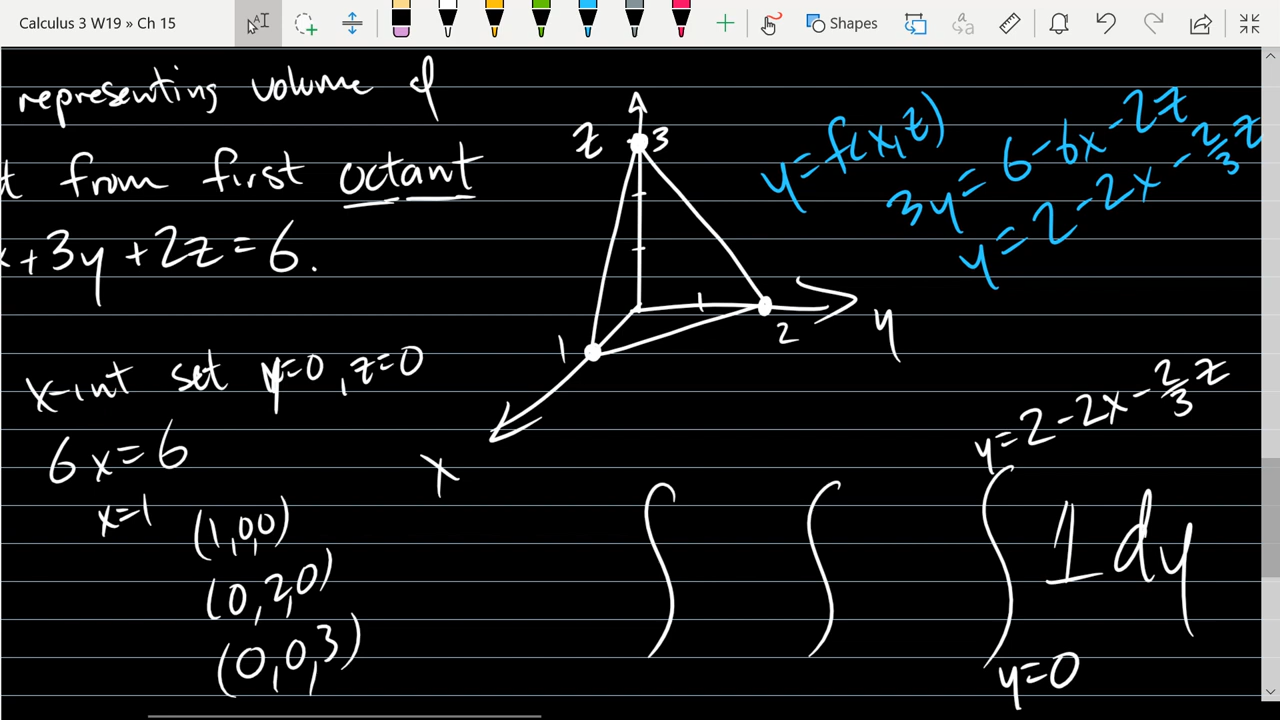 Calculus 3 W19 » Ch 15
Shapes
representing volume of
t from first octant
x+3y+2z=6.
x-int set y=0, z=0
6x=6
x=1
(1,0,0)
(0,2,0)
(0,0,3)
z 3
1
1
2
y
x
y=f(x,z)
3y=6-6x-2z
y=2-2x-2/3z
y=2-2x-2/3z
∫ ∫ ∫ 1 dy
y=0